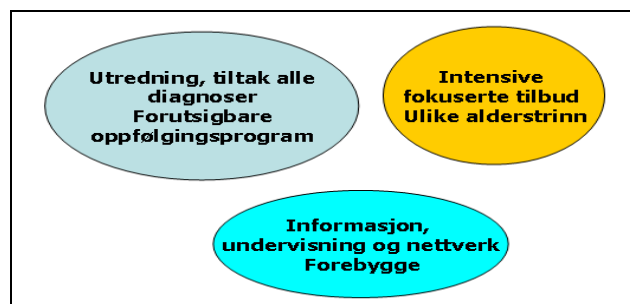 Utredning, tiltak alle
diagnoser
Forutsigbare
oppfølgingsprogram
Intensive
fokuserte tilbud
Ulike alderstrinn
Informasjon,
undervisning og nettverk
Forebygge